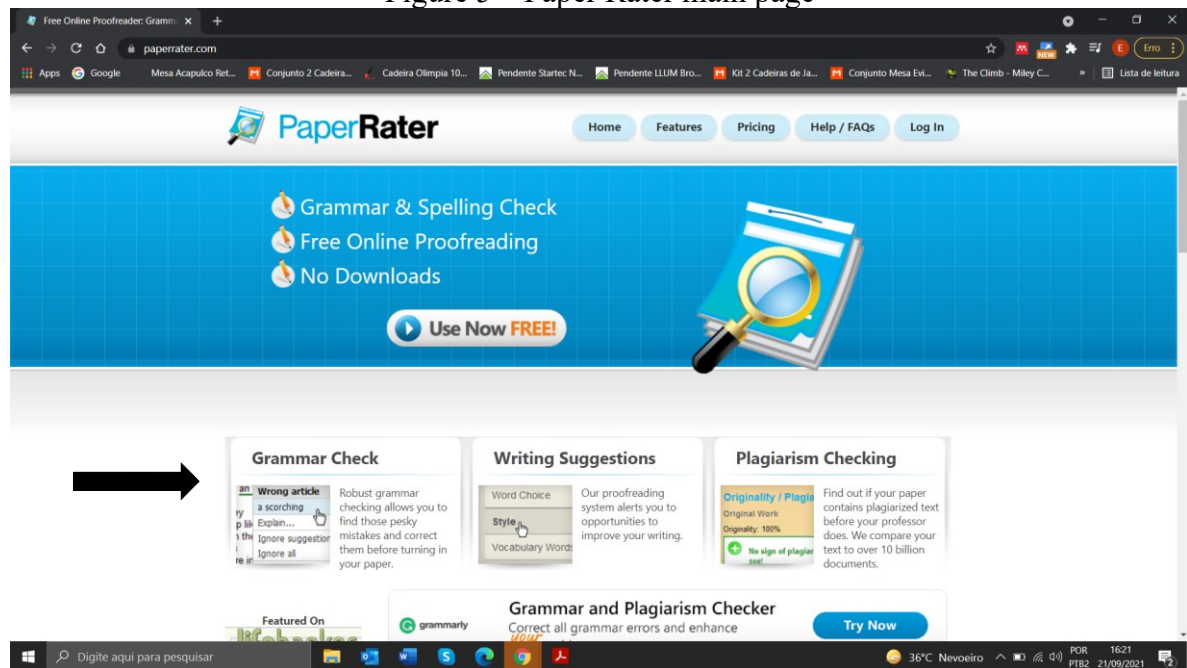 Figure 3 – Paper Rater main page
Free Online Proofreader: Gramm
paperrater.com
NEW
E
Erro
Apps
Google
Mesa Acapulco Ret...
Conjunto 2 Cadeira...
Cadeira Olimpia 10...
Pendente Startec N...
Pendente LLUM Bro...
Kit 2 Cadeiras de Ja...
Conjunto Mesa Evi...
The Climb - Miley C...
»
Lista de leitura
PaperRater
Home
Features
Pricing
Help / FAQs
Log In
Grammar & Spelling Check
Free Online Proofreading
No Downloads
Use Now FREE!
Grammar Check
an
Wrong article
a scorching
Explain...
Ignore suggestion
Ignore all
Robust grammar
checking allows you to
find those pesky
mistakes and correct
them before turning in
your paper.
Writing Suggestions
Word Choice
Style
Vocabulary Words
Our proofreading
system alerts you to
opportunities to
improve your writing.
Plagiarism Checking
Originality / Plagia
Original Work
Originality: 100%
No sign of plagiar
see!
Find out if your paper
contains plagiarized text
before your professor
does. We compare your
text to over 10 billion
documents.
Featured On
lifehacker
grammarly
Grammar and Plagiarism Checker
Correct all grammar errors and enhance
your
Try Now
Digite aqui para pesquisar
36°C Nevoeiro
POR
PTB2
16:21
21/09/2021
2